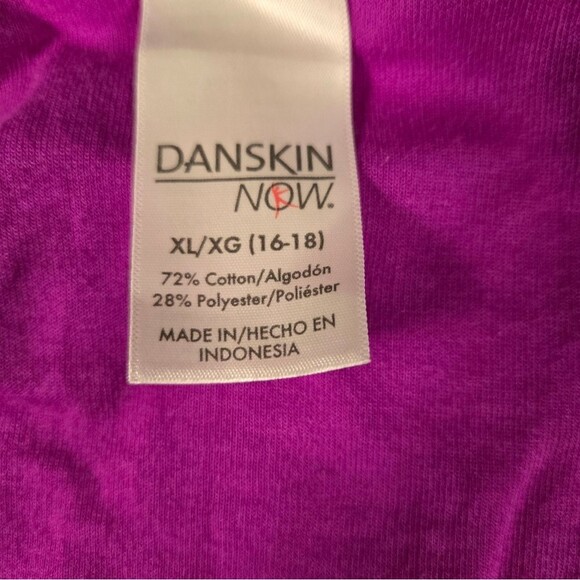 DANSKIN
NOW.
XL/XG (16-18)
72% Cotton/Algodón
28% Polyester/Poliéster
MADE IN/HECHO EN
INDONESIA